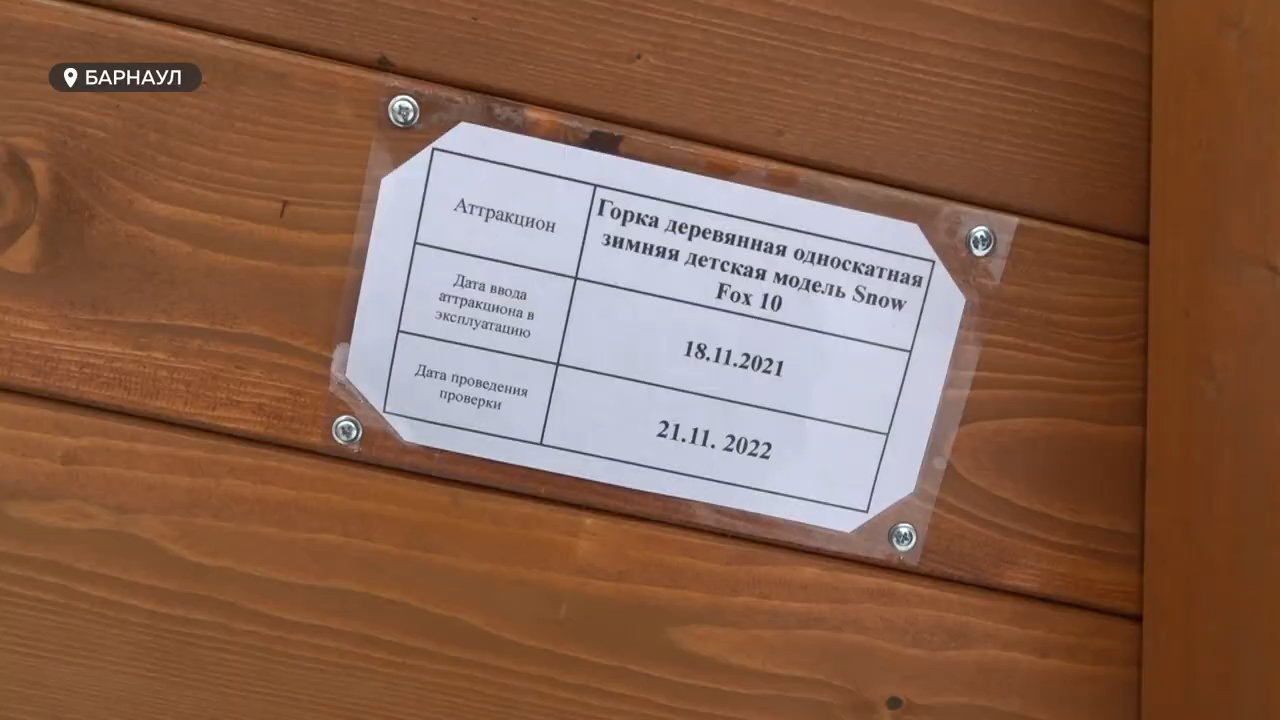 БАРНАУЛ
Аттракцион
Горка деревянная односкатная
зимняя детская модель Snow
Fox 10
Дата ввода
аттракциона в
эксплуатацию
18.11.2021
Дата проведения
проверки
21.11. 2022